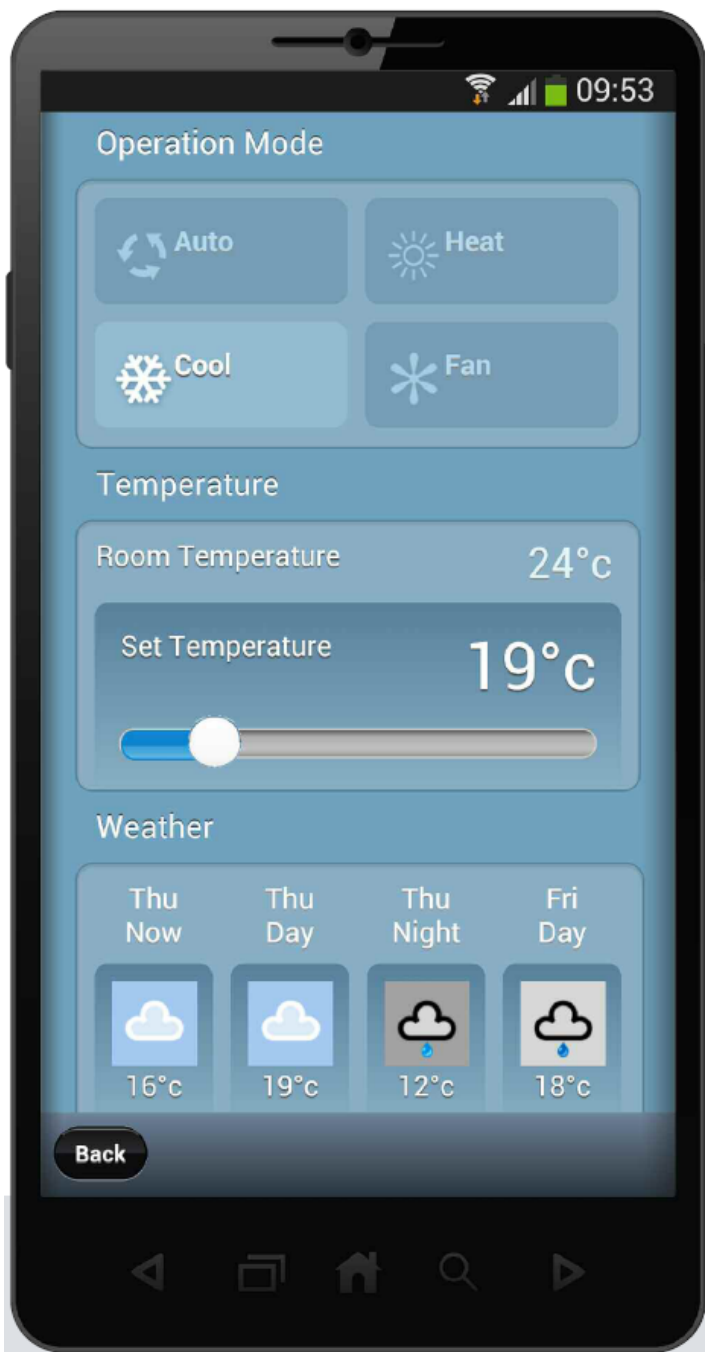 09:53
Operation Mode
Auto
Heat
Cool
Fan
Temperature
Room Temperature 24°c
Set Temperature 19°c
Weather
Thu Now
Thu Day
Thu Night
Fri Day
16°c 19°c 12°c 18°c
Back